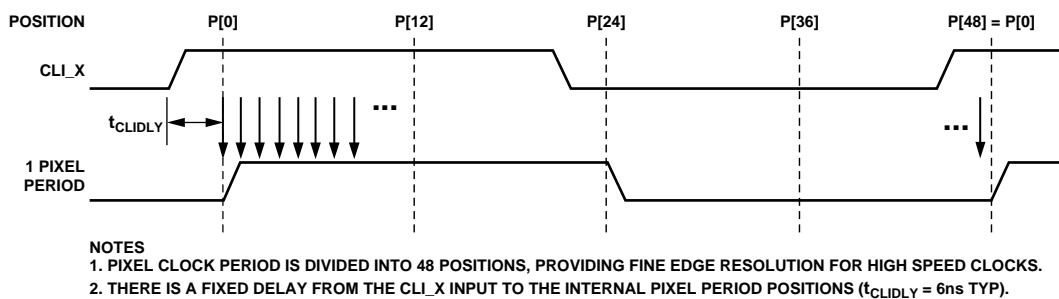 POSITION P[0] P[12] P[24] P[36] P[48] = P[0]
CLI_X
tCLIDLY
...
...
1 PIXEL
PERIOD
NOTES
1. PIXEL CLOCK PERIOD IS DIVIDED INTO 48 POSITIONS, PROVIDING FINE EDGE RESOLUTION FOR HIGH SPEED CLOCKS.
2. THERE IS A FIXED DELAY FROM THE CLI_X INPUT TO THE INTERNAL PIXEL PERIOD POSITIONS (tCLIDLY = 6ns TYP).